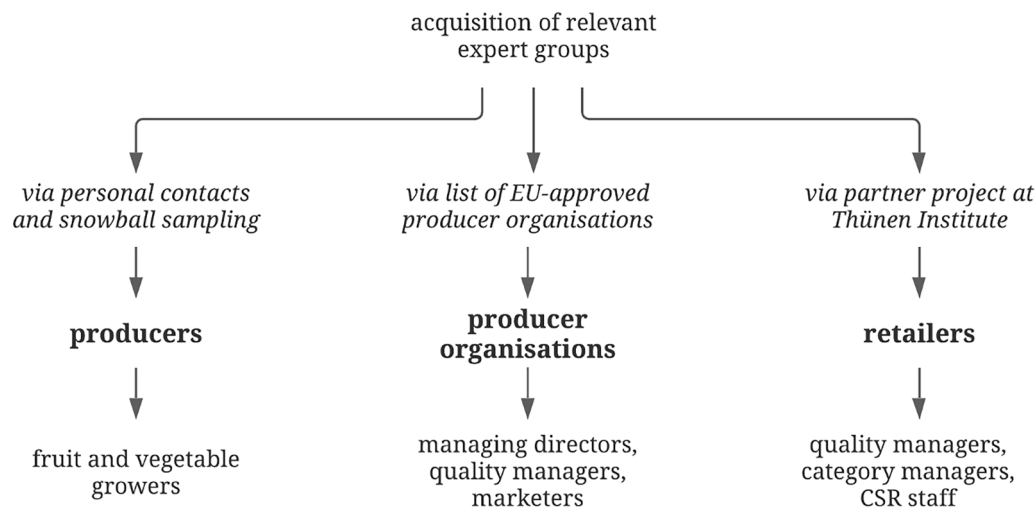 acquisition of relevant
expert groups
via personal contacts
and snowball sampling
via list of EU-approved
producer organisations
via partner project at
Thünen Institute
producers
producer
organisations
retailers
fruit and vegetable
growers
managing directors,
quality managers,
marketers
quality managers,
category managers,
CSR staff